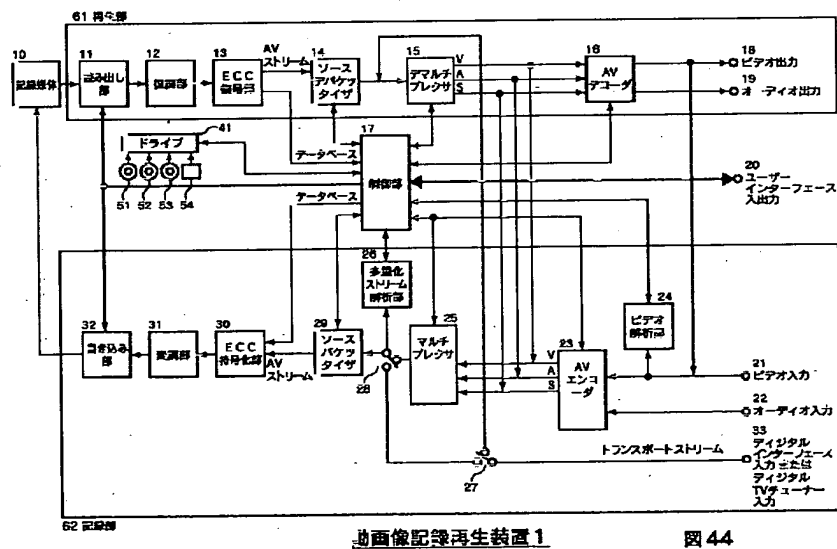 61 再生部
10
記録媒体
11
読み出し
部
12
復調部
13
ECC
復号部
AV
ストリーム
14
ソース
デパケッ
タイザ
15
デマルチ
プレクサ
V
A
S
16
AV
デコーダ
18
ビデオ出力
19
オーディオ出力
41
ドライブ
51
52
53
54
データベース
データベース
17
制御部
20
ユーザー
インターフェース
入出力
26
多重化
ストリーム
解析部
24
ビデオ
解析部
32
書き込み
部
31
変調部
30
ECC
符号化部
AV
ストリーム
29
ソース
パケッ
タイザ
28
25
マルチ
プレクサ
V
A
S
23
AV
エンコー
ダ
21
ビデオ入力
22
オーディオ入力
33
ディジタル
インターフェース
入力または
ディジタル
TVチューナー
入力
トランスポートストリーム
27
62 記録部
動画像記録再生装置1
図44